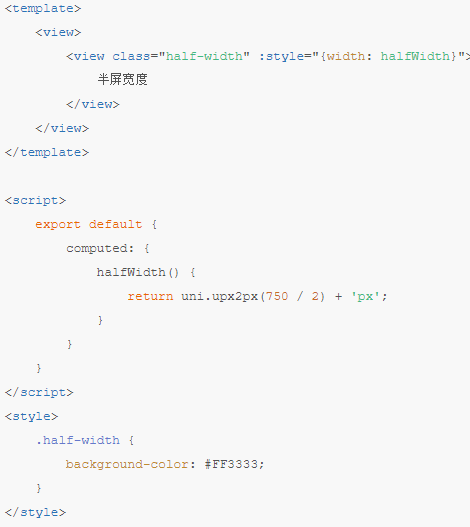 <template>
    <view>
        <view class="half-width" :style="{width: halfWidth}">
            半屏宽度
        </view>
    </view>
</template>

<script>
    export default {
        computed: {
            halfWidth() {
                return uni.upx2px(750 / 2) + 'px';
            }
        }
    }
</script>
<style>
    .half-width {
        background-color: #FF3333;
    }
</style>